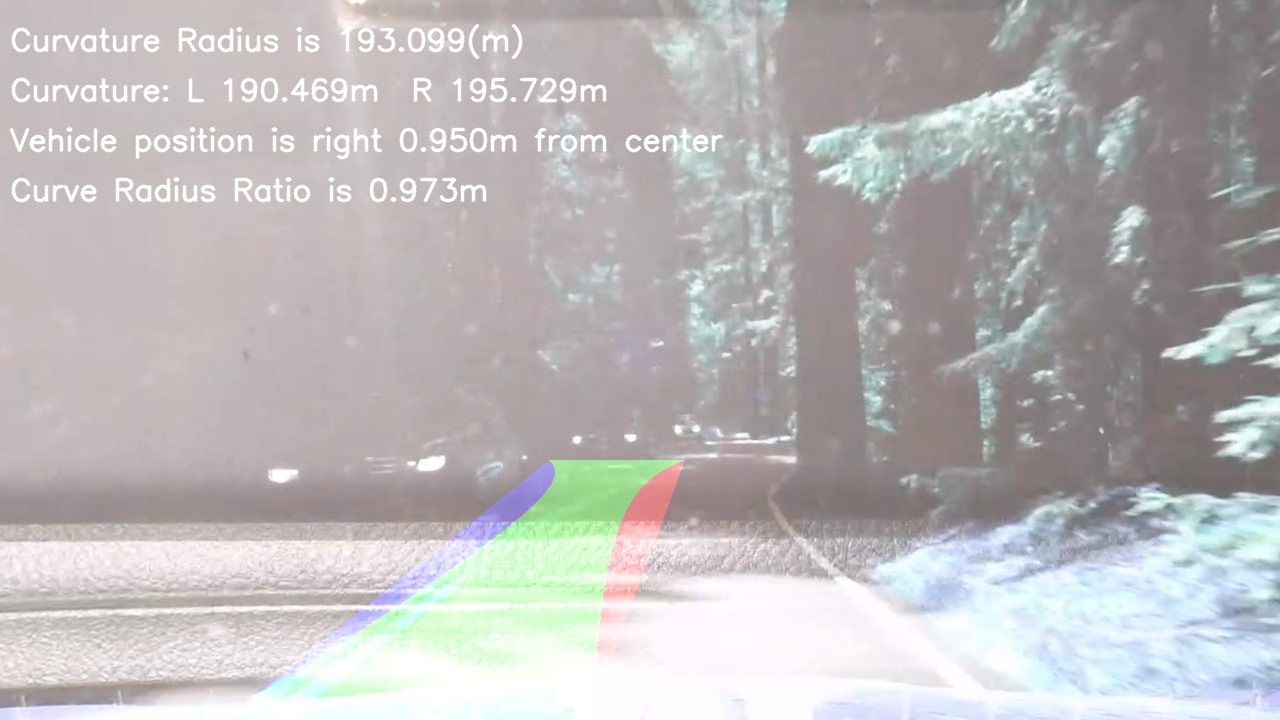 Curvature Radius is 193.099(m)
Curvature: L 190.469m R 195.729m
Vehicle position is right 0.950m from center
Curve Radius Ratio is 0.973m